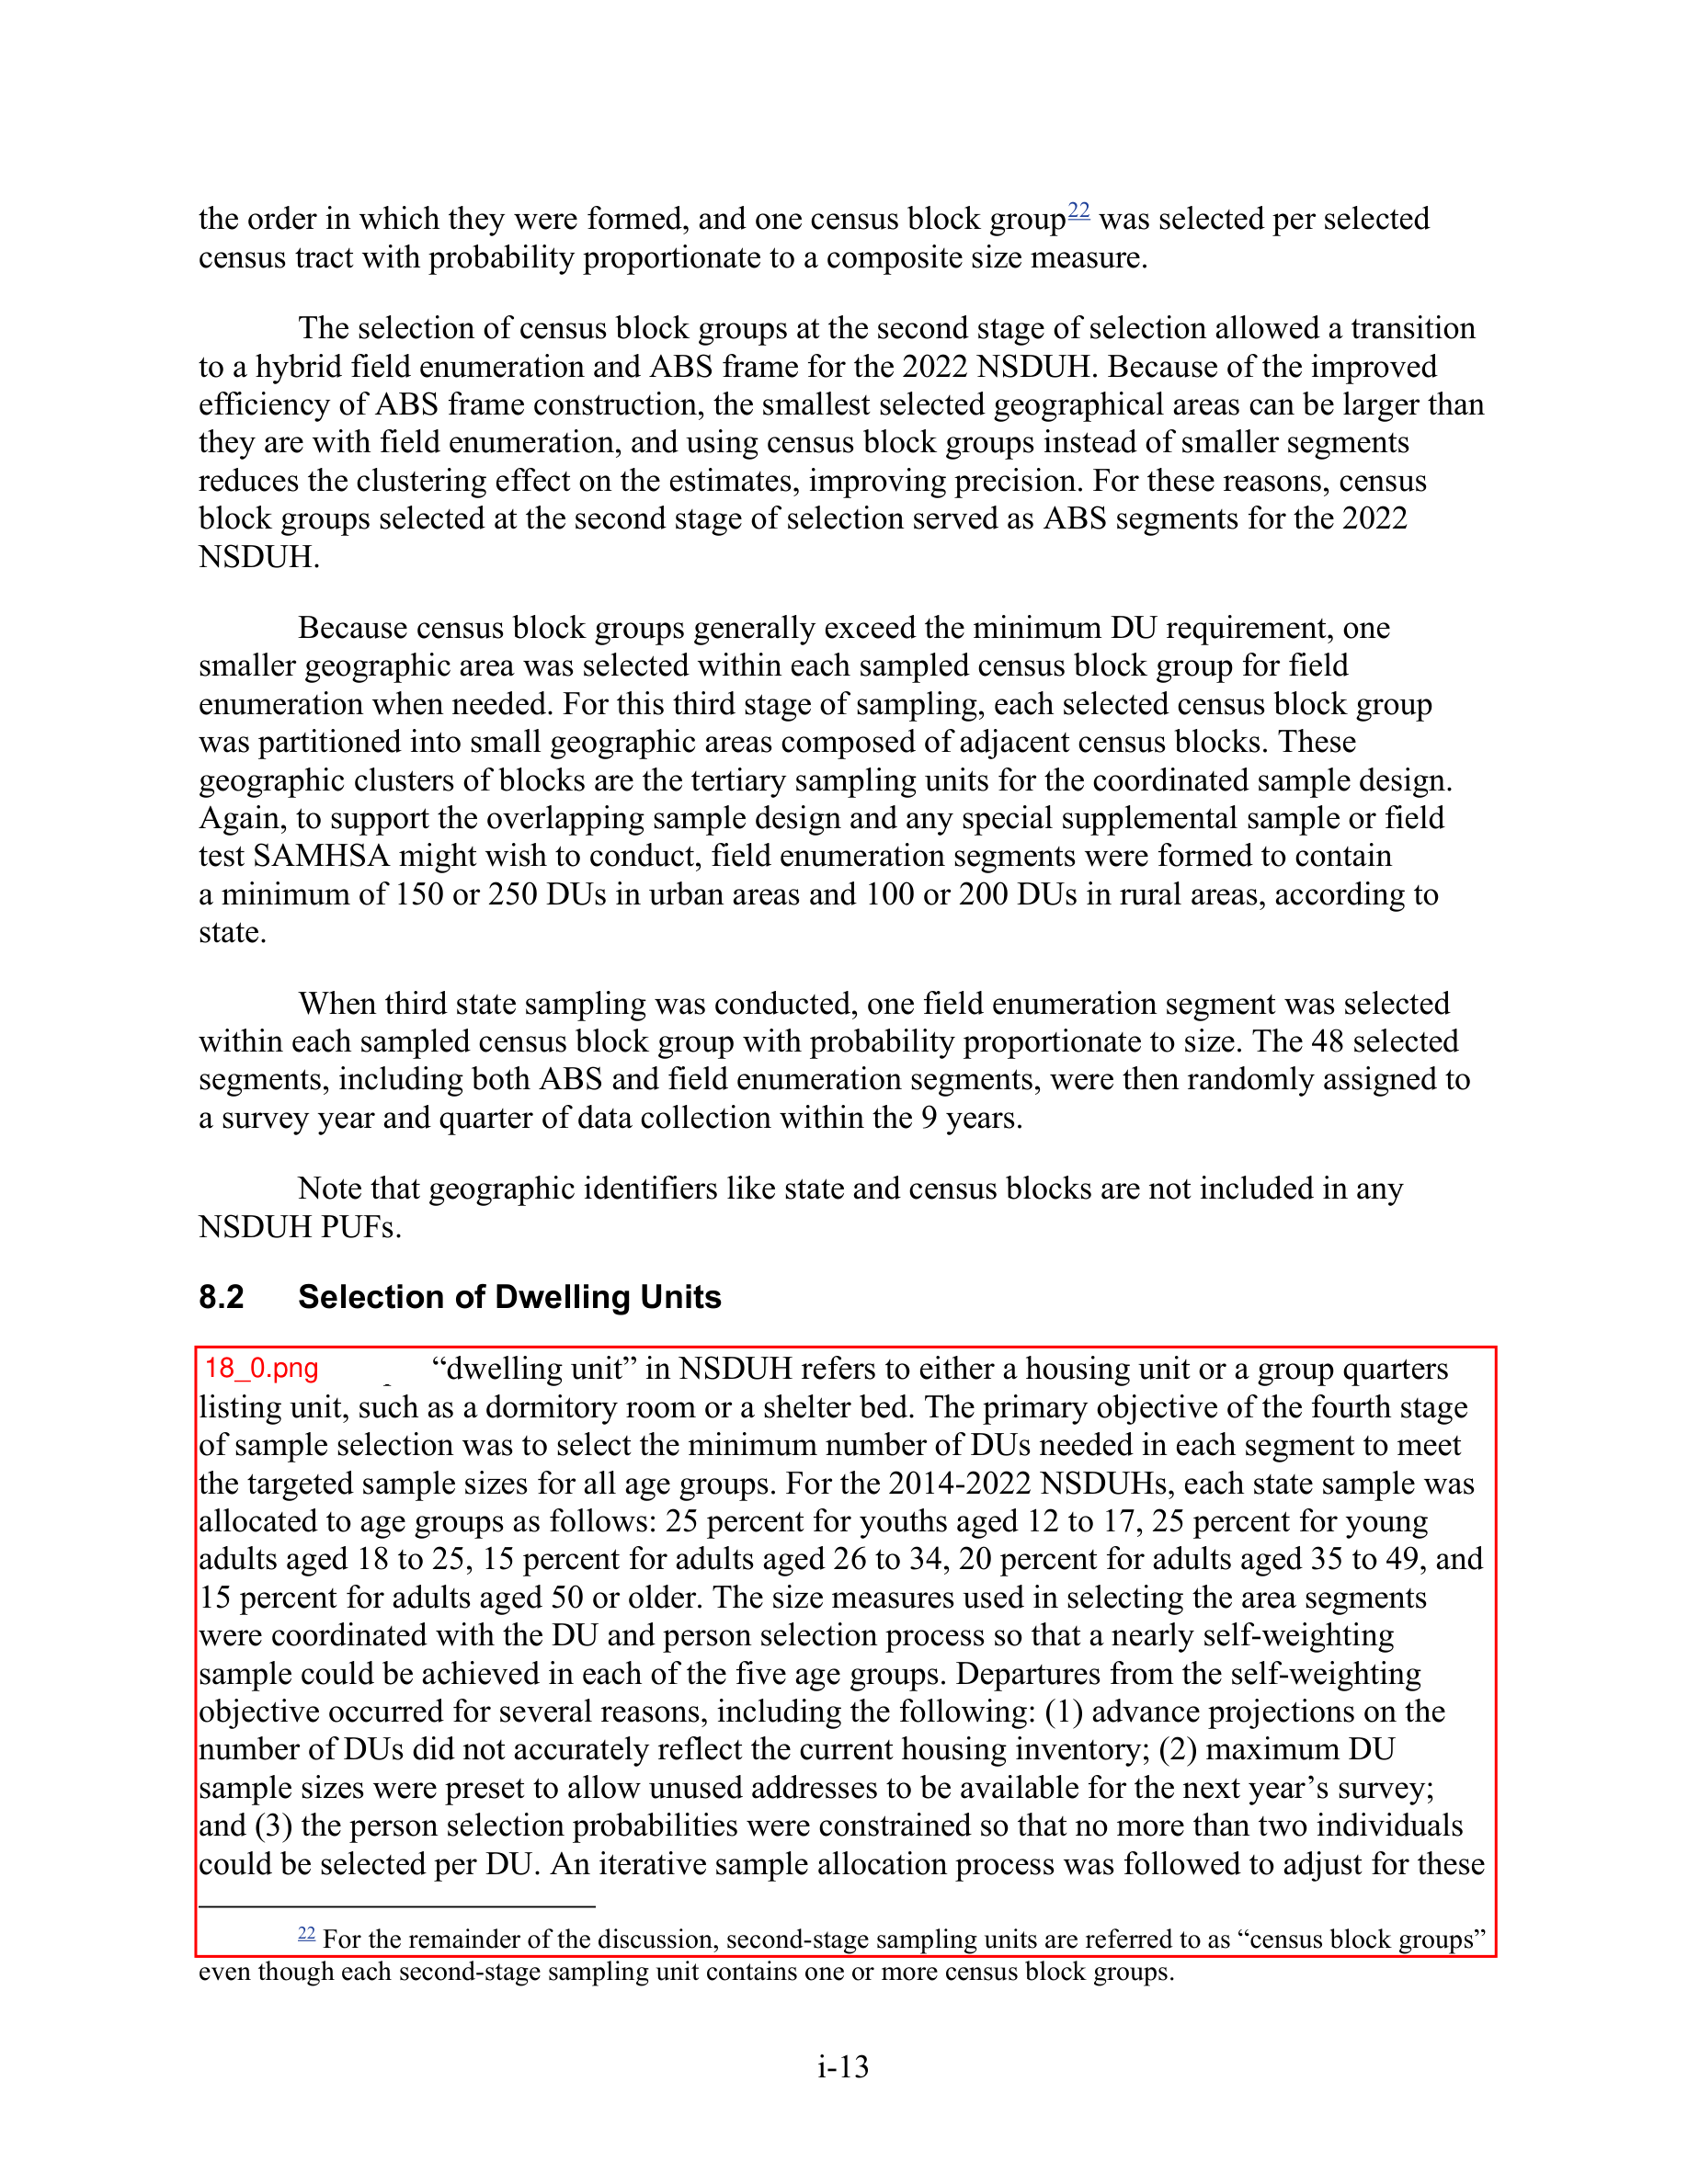 the order in which they were formed, and one census block group22 was selected per selected
census tract with probability proportionate to a composite size measure.
The selection of census block groups at the second stage of selection allowed a transition
to a hybrid field enumeration and ABS frame for the 2022 NSDUH. Because of the improved
efficiency of ABS frame construction, the smallest selected geographical areas can be larger than
they are with field enumeration, and using census block groups instead of smaller segments
reduces the clustering effect on the estimates, improving precision. For these reasons, census
block groups selected at the second stage of selection served as ABS segments for the 2022
NSDUH.
Because census block groups generally exceed the minimum DU requirement, one
smaller geographic area was selected within each sampled census block group for field
enumeration when needed. For this third stage of sampling, each selected census block group
was partitioned into small geographic areas composed of adjacent census blocks. These
geographic clusters of blocks are the tertiary sampling units for the coordinated sample design.
Again, to support the overlapping sample design and any special supplemental sample or field
test SAMHSA might wish to conduct, field enumeration segments were formed to contain
a minimum of 150 or 250 DUs in urban areas and 100 or 200 DUs in rural areas, according to
state.
When third state sampling was conducted, one field enumeration segment was selected
within each sampled census block group with probability proportionate to size. The 48 selected
segments, including both ABS and field enumeration segments, were then randomly assigned to
a survey year and quarter of data collection within the 9 years.
Note that geographic identifiers like state and census blocks are not included in any
NSDUH PUFs.
8.2 Selection of Dwelling Units
18_0.png “dwelling unit” in NSDUH refers to either a housing unit or a group quarters
listing unit, such as a dormitory room or a shelter bed. The primary objective of the fourth stage
of sample selection was to select the minimum number of DUs needed in each segment to meet
the targeted sample sizes for all age groups. For the 2014-2022 NSDUHs, each state sample was
allocated to age groups as follows: 25 percent for youths aged 12 to 17, 25 percent for young
adults aged 18 to 25, 15 percent for adults aged 26 to 34, 20 percent for adults aged 35 to 49, and
15 percent for adults aged 50 or older. The size measures used in selecting the area segments
were coordinated with the DU and person selection process so that a nearly self-weighting
sample could be achieved in each of the five age groups. Departures from the self-weighting
objective occurred for several reasons, including the following: (1) advance projections on the
number of DUs did not accurately reflect the current housing inventory; (2) maximum DU
sample sizes were preset to allow unused addresses to be available for the next year’s survey;
and (3) the person selection probabilities were constrained so that no more than two individuals
could be selected per DU. An iterative sample allocation process was followed to adjust for these
22 For the remainder of the discussion, second-stage sampling units are referred to as “census block groups”
even though each second-stage sampling unit contains one or more census block groups.
i-13